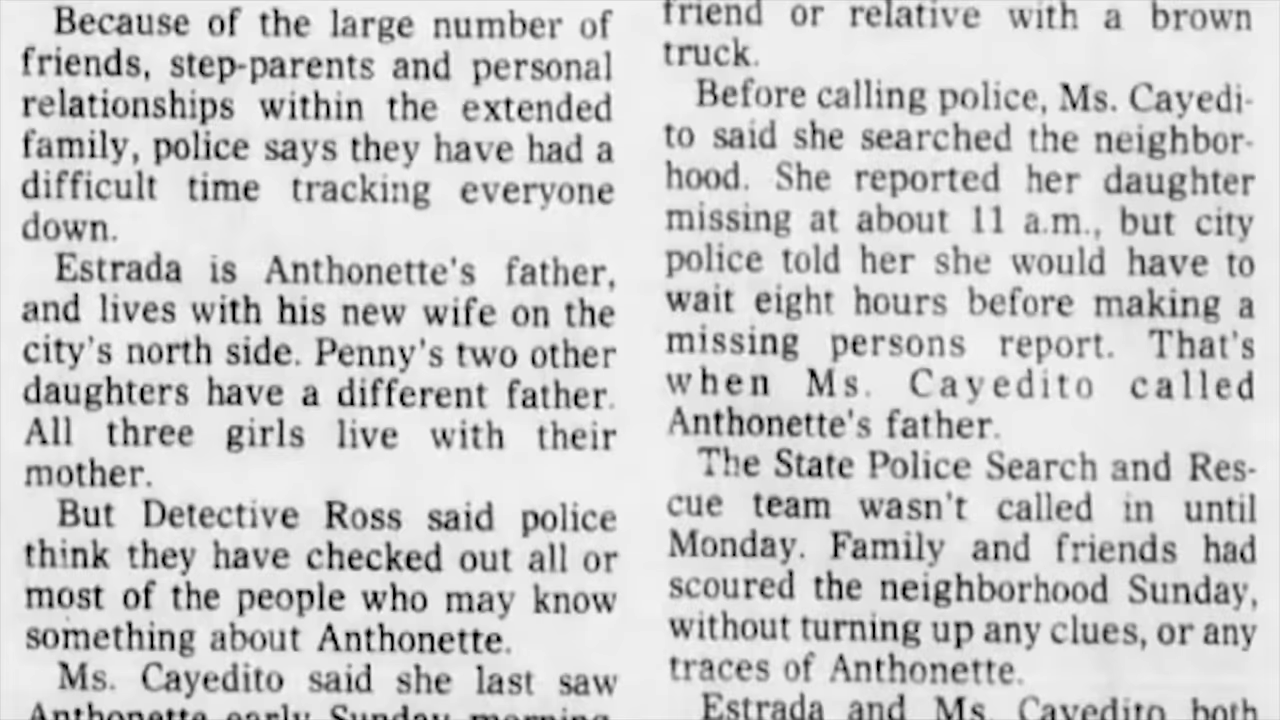 Because of the large number of
friends, step-parents and personal
relationships within the extended
family, police says they have had a
difficult time tracking everyone
down.
Estrada is Anthonette's father,
and lives with his new wife on the
city's north side. Penny's two other
daughters have a different father.
All three girls live with their
mother.
But Detective Ross said police
think they have checked out all or
most of the people who may know
something about Anthonette.
Ms. Cayedito said she last saw
Anthonette early Sunday morning,
friend or relative with a brown
truck.
Before calling police, Ms. Cayedi-
to said she searched the neighbor-
hood. She reported her daughter
missing at about 11 a.m., but city
police told her she would have to
wait eight hours before making a
missing persons report. That's
when Ms. Cayedito called
Anthonette's father.
The State Police Search and Res-
cue team wasn't called in until
Monday. Family and friends had
scoured the neighborhood Sunday,
without turning up any clues, or any
traces of Anthonette.
Estrada and Ms. Cayedito both